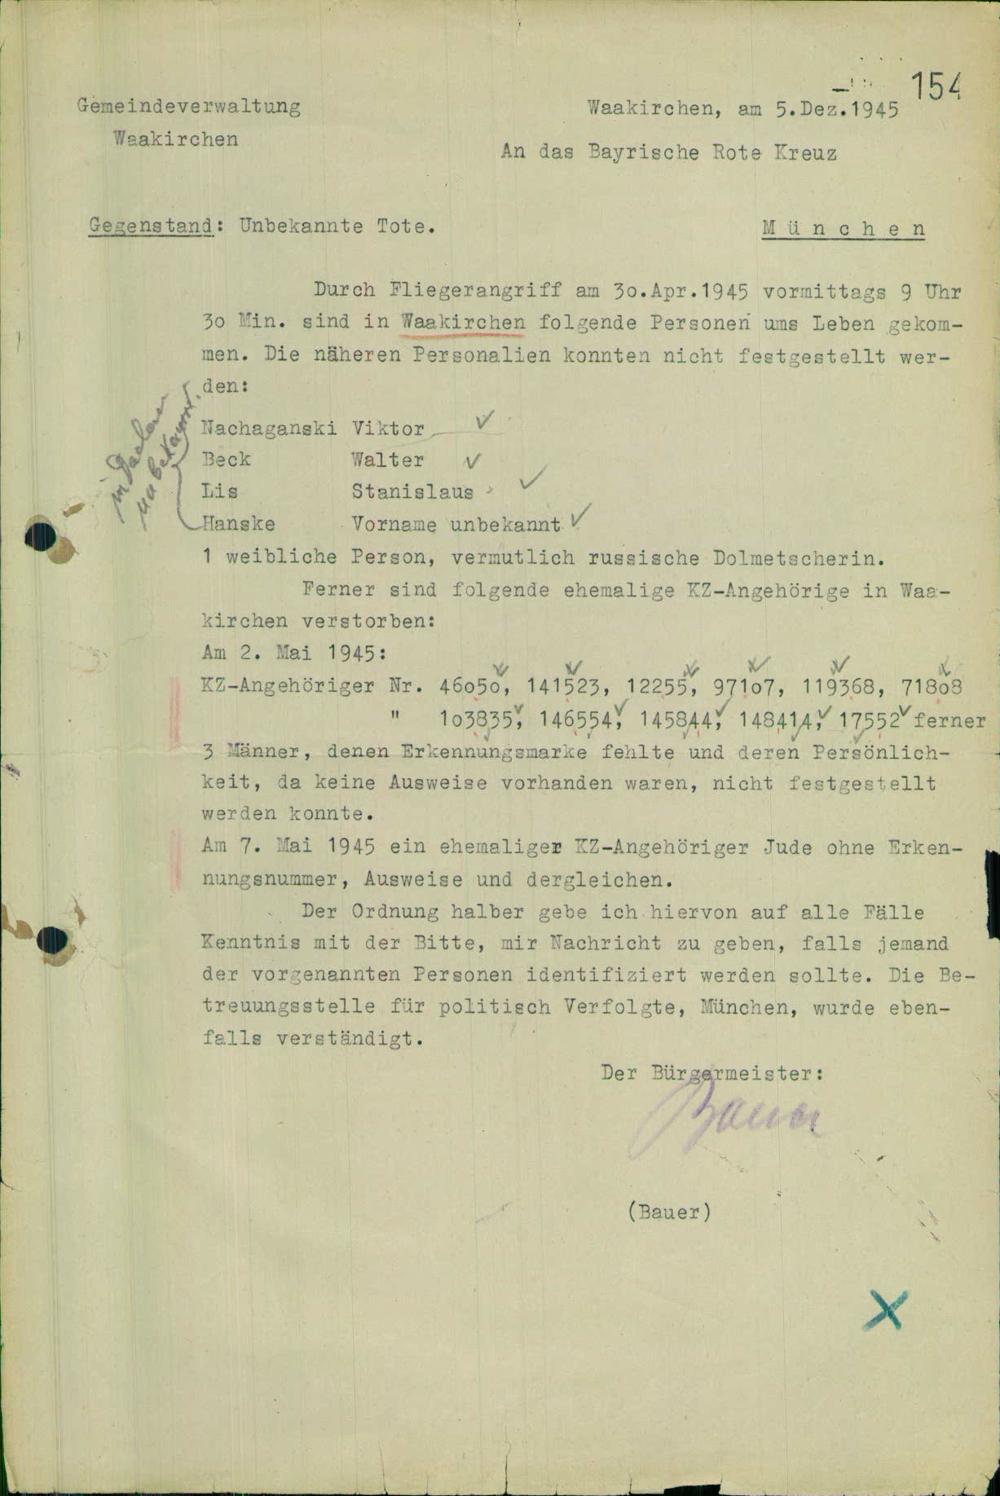 154
Gemeindeverwaltung
Waakirchen
Waakirchen, am 5.Dez.1945
An das Bayrische Rote Kreuz
Gegenstand: Unbekannte Tote.
M ü n c h e n
Durch Fliegerangriff am 3o.Apr.1945 vormittags 9 Uhr
3o Min. sind in Waakirchen folgende Personen ums Leben gekom-
men. Die näheren Personalien konnten nicht festgestellt wer-
den:
in Dachau
unbekannt.
Nachaganski Viktor
Beck Walter
Lis Stanislaus
Hanske Vorname unbekannt
1 weibliche Person, vermutlich russische Dolmetscherin.
Ferner sind folgende ehemalige KZ-Angehörige in Waa-
kirchen verstorben:
Am 2. Mai 1945:
KZ-Angehöriger Nr. 46o5o, 141523, 12255, 971o7, 119368, 718o8
" 1o3835, 146554, 145844, 148414, 17552 ferner
3 Männer, denen Erkennungsmarke fehlte und deren Persönlich-
keit, da keine Ausweise vorhanden waren, nicht festgestellt
werden konnte.
Am 7. Mai 1945 ein ehemaliger KZ-Angehöriger Jude ohne Erken-
nungsnummer, Ausweise und dergleichen.
Der Ordnung halber gebe ich hiervon auf alle Fälle
Kenntnis mit der Bitte, mir Nachricht zu geben, falls jemand
der vorgenannten Personen identifiziert werden sollte. Die Be-
treuungsstelle für politisch Verfolgte, München, wurde eben-
falls verständigt.
Der Bürgermeister:
Bauer
(Bauer)